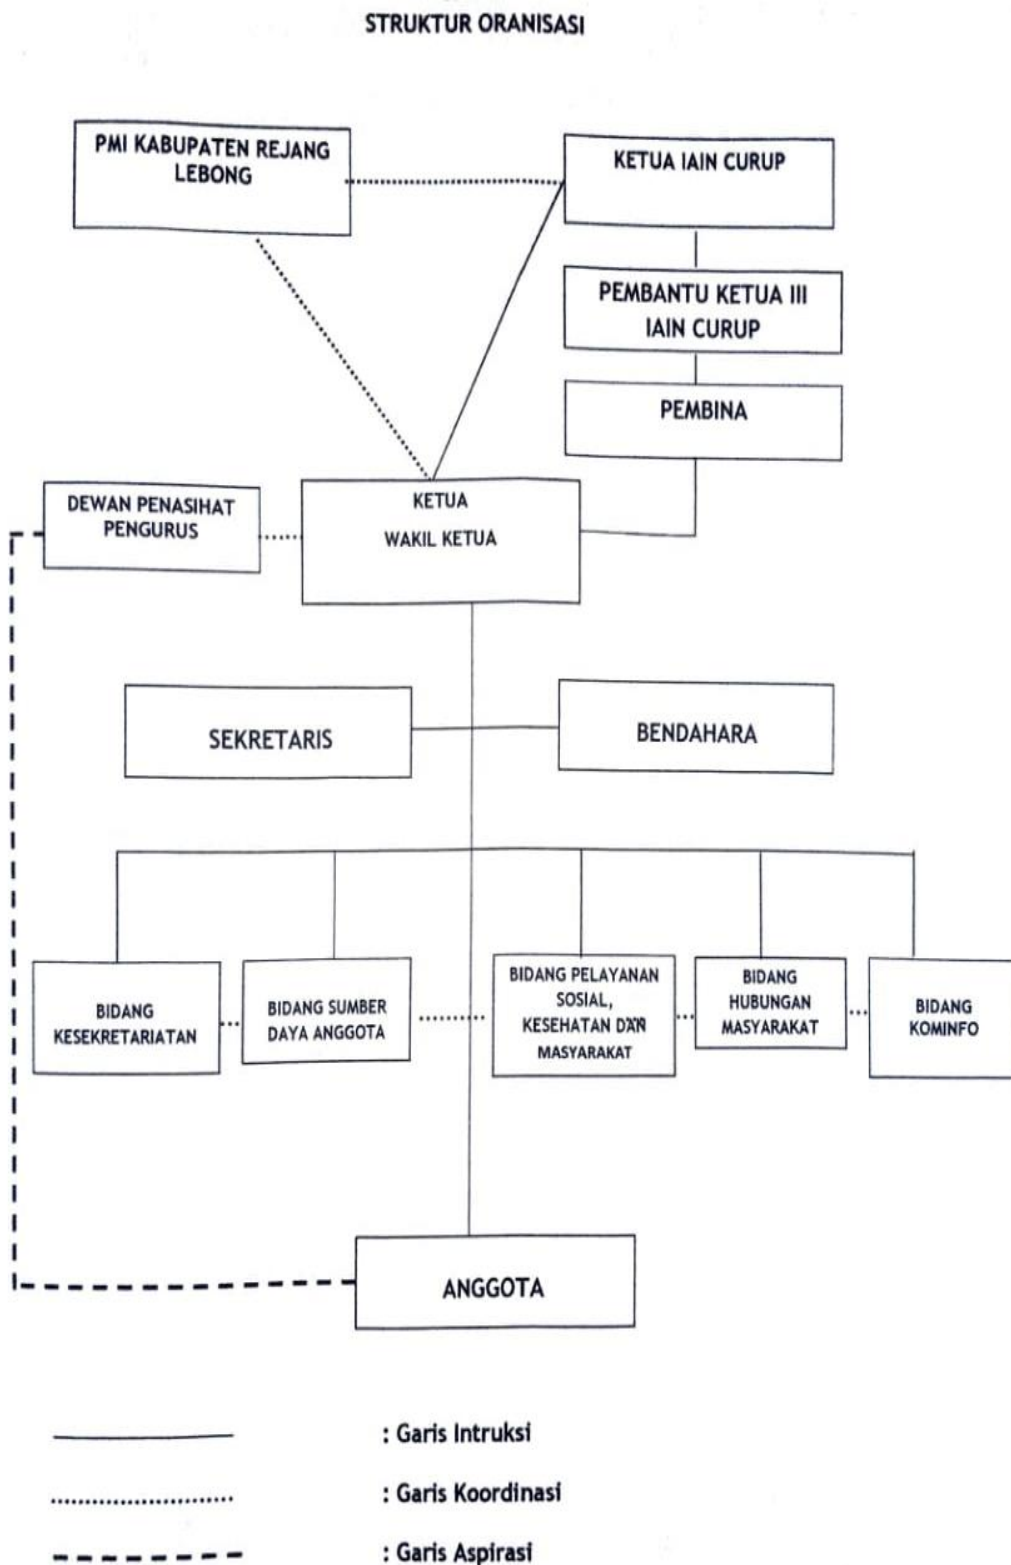 STRUKTUR ORANISASI
PMI KABUPATEN REJANG
LEBONG
KETUA IAIN CURUP
PEMBANTU KETUA III
IAIN CURUP
PEMBINA
DEWAN PENASIHAT
PENGURUS
KETUA
WAKIL KETUA
SEKRETARIS
BENDAHARA
BIDANG
KESEKRETARIATAN
BIDANG SUMBER
DAYA ANGGOTA
BIDANG PELAYANAN
SOSIAL,
KESEHATAN DAN
MASYARAKAT
BIDANG
HUBUNGAN
MASYARAKAT
BIDANG
KOMINFO
ANGGOTA
: Garis Intruksi
: Garis Koordinasi
: Garis Aspirasi